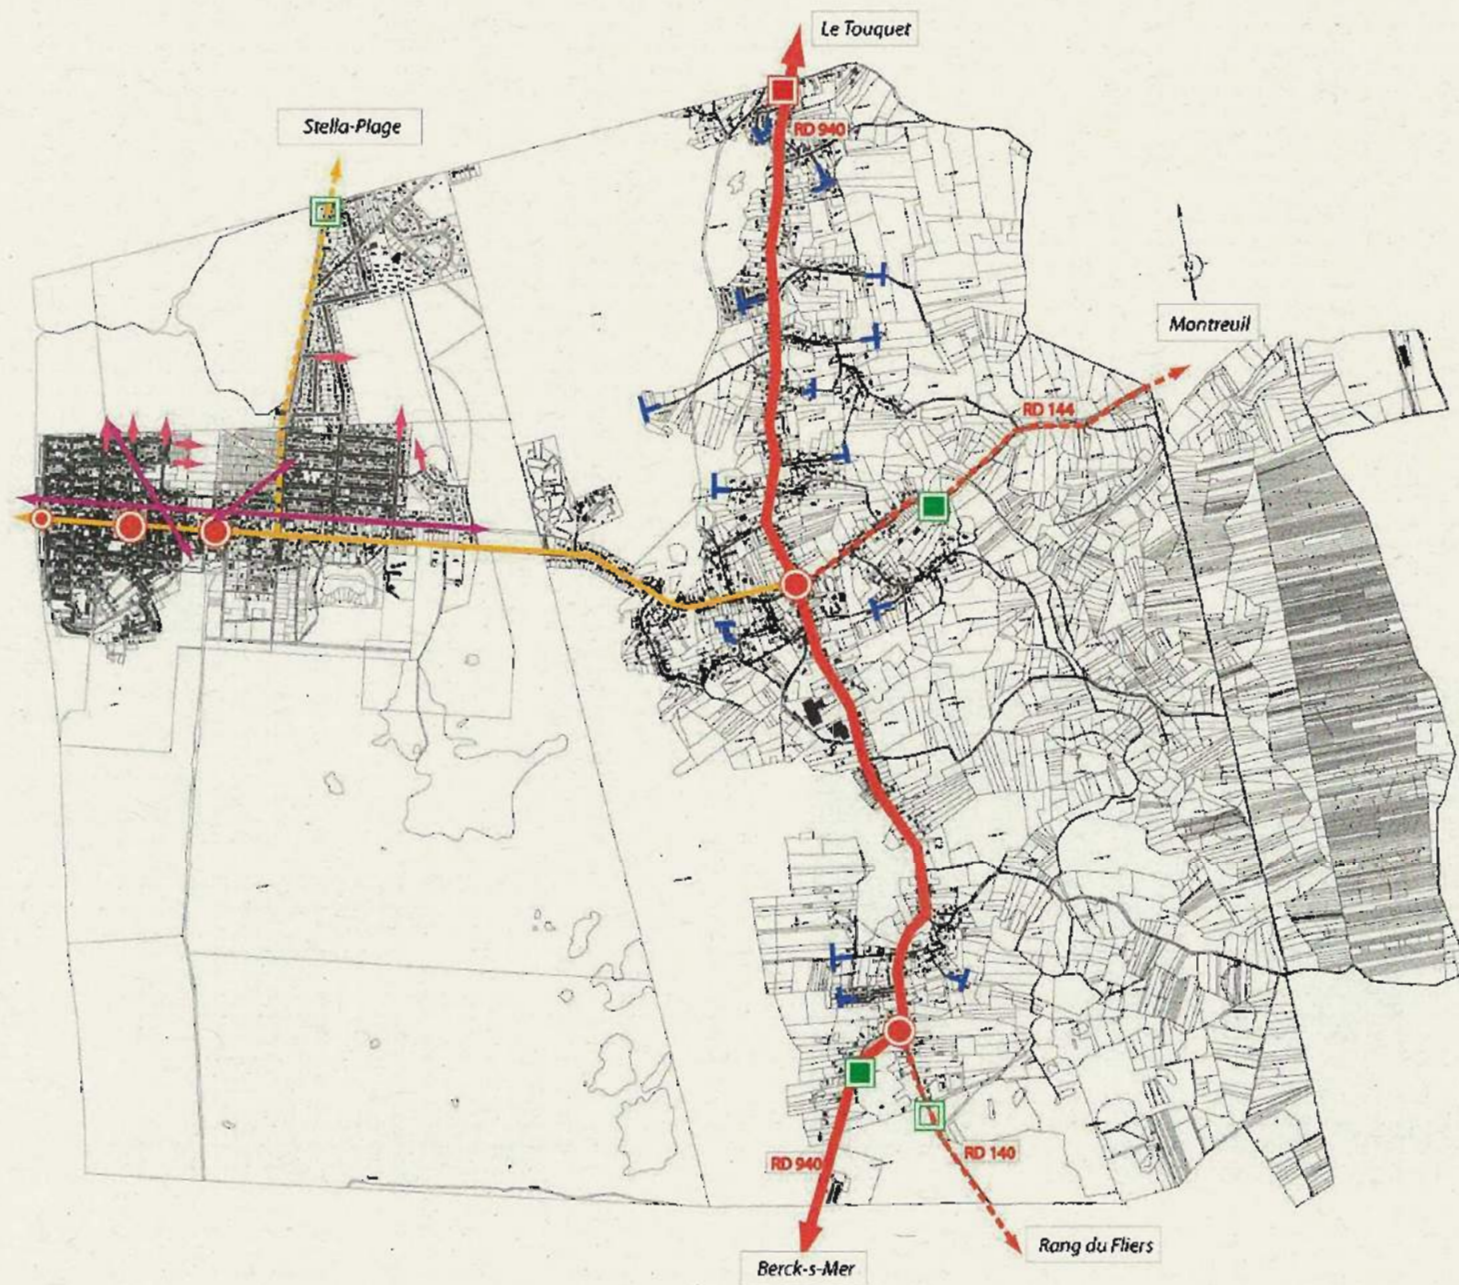 Le Touquet
Stella-Plage
RD 940
Montreuil
RD 144
RD 940
RD 140
Rang du Fliers
Berck-s-Mer